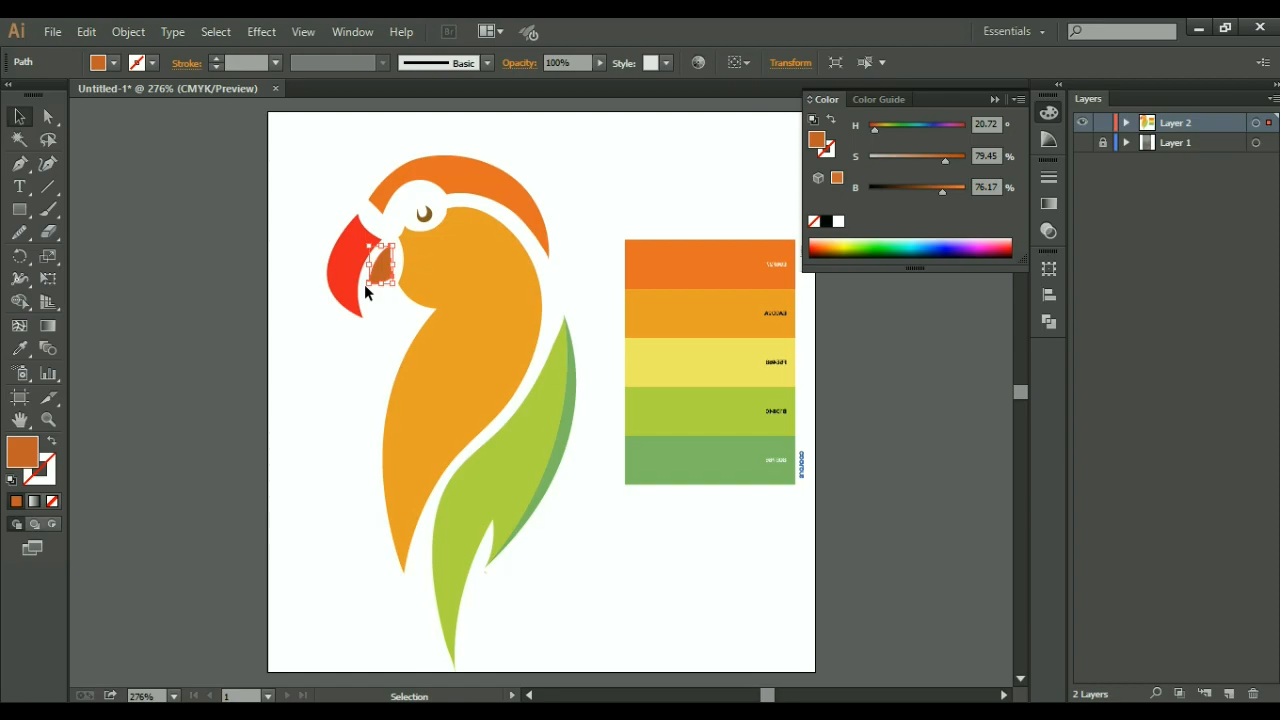 Ai File Edit Object Type Select Effect View Window Help Br Essentials
Path Stroke: Basic Opacity: 100% Style: Transform
Untitled-1* @ 276% (CMYK/Preview) ×
Color Color Guide
Layers
H 20.72 °
S 79.45 %
B 76.17 %
Layer 2
Layer 1
T
276% 1 Selection
2 Layers